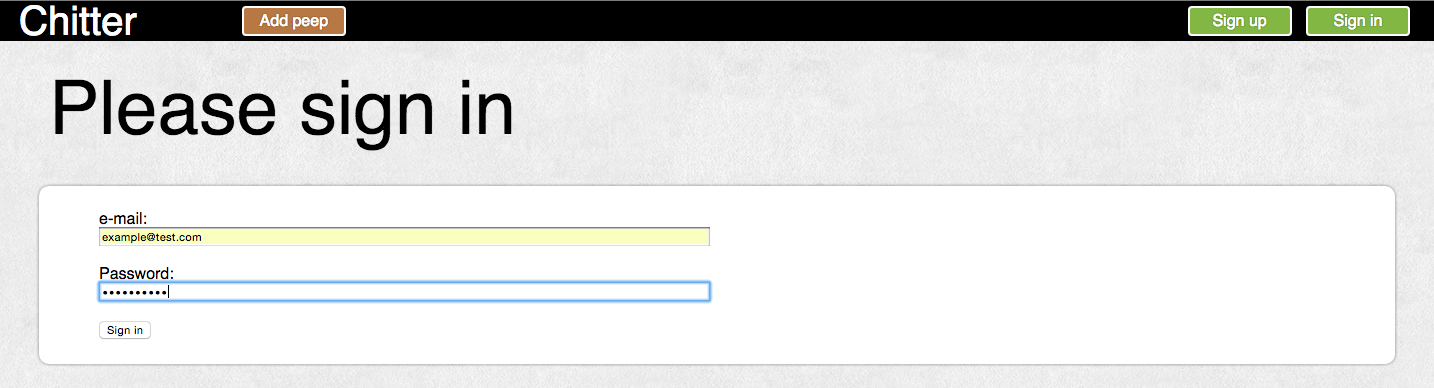 Chitter Add peep Sign up Sign in
Please sign in
e-mail:
example@test.com
Password:
••••••••••
Sign in